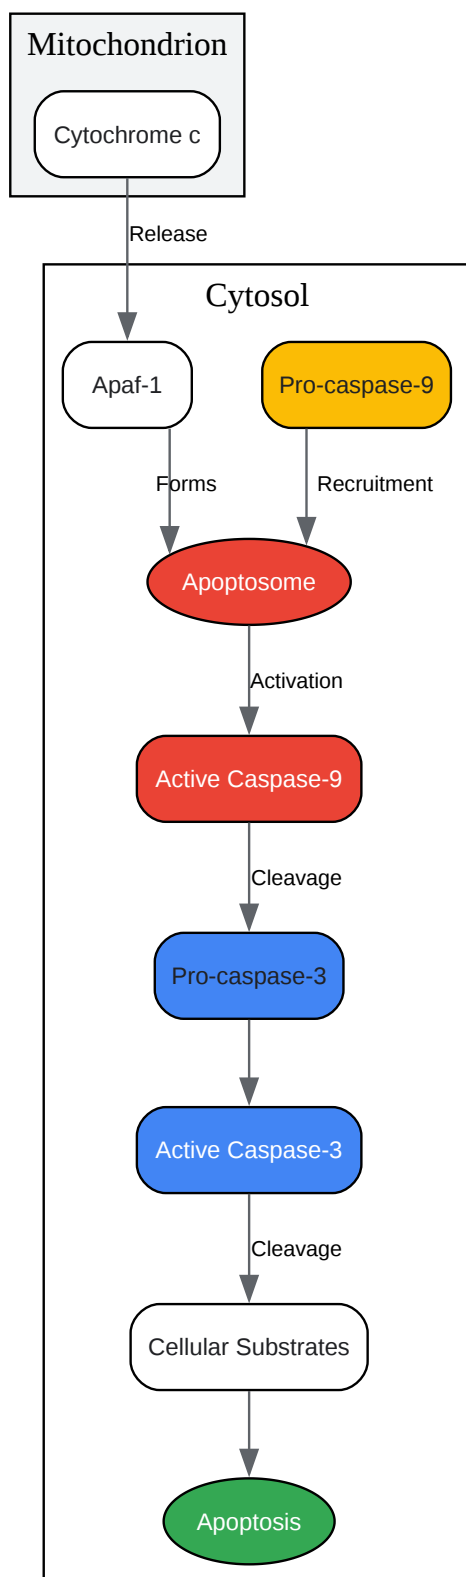 Mitochondrion
Cytochrome c
Release
Cytosol
Apaf-1
Pro-caspase-9
Forms
Recruitment
Apoptosome
Activation
Active Caspase-9
Cleavage
Pro-caspase-3
Active Caspase-3
Cleavage
Cellular Substrates
Apoptosis